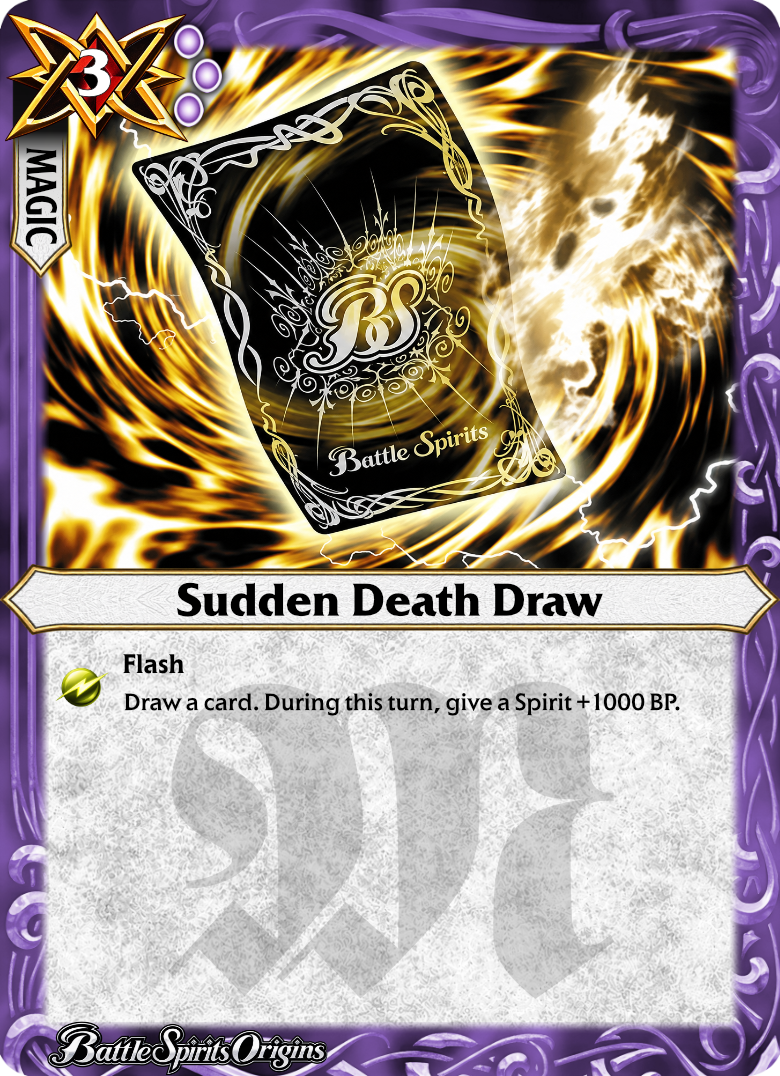 3
MAGIC
BS
Battle Spirits
Sudden Death Draw
Flash
Draw a card. During this turn, give a Spirit +1000 BP.
M
Battle Spirits Origins